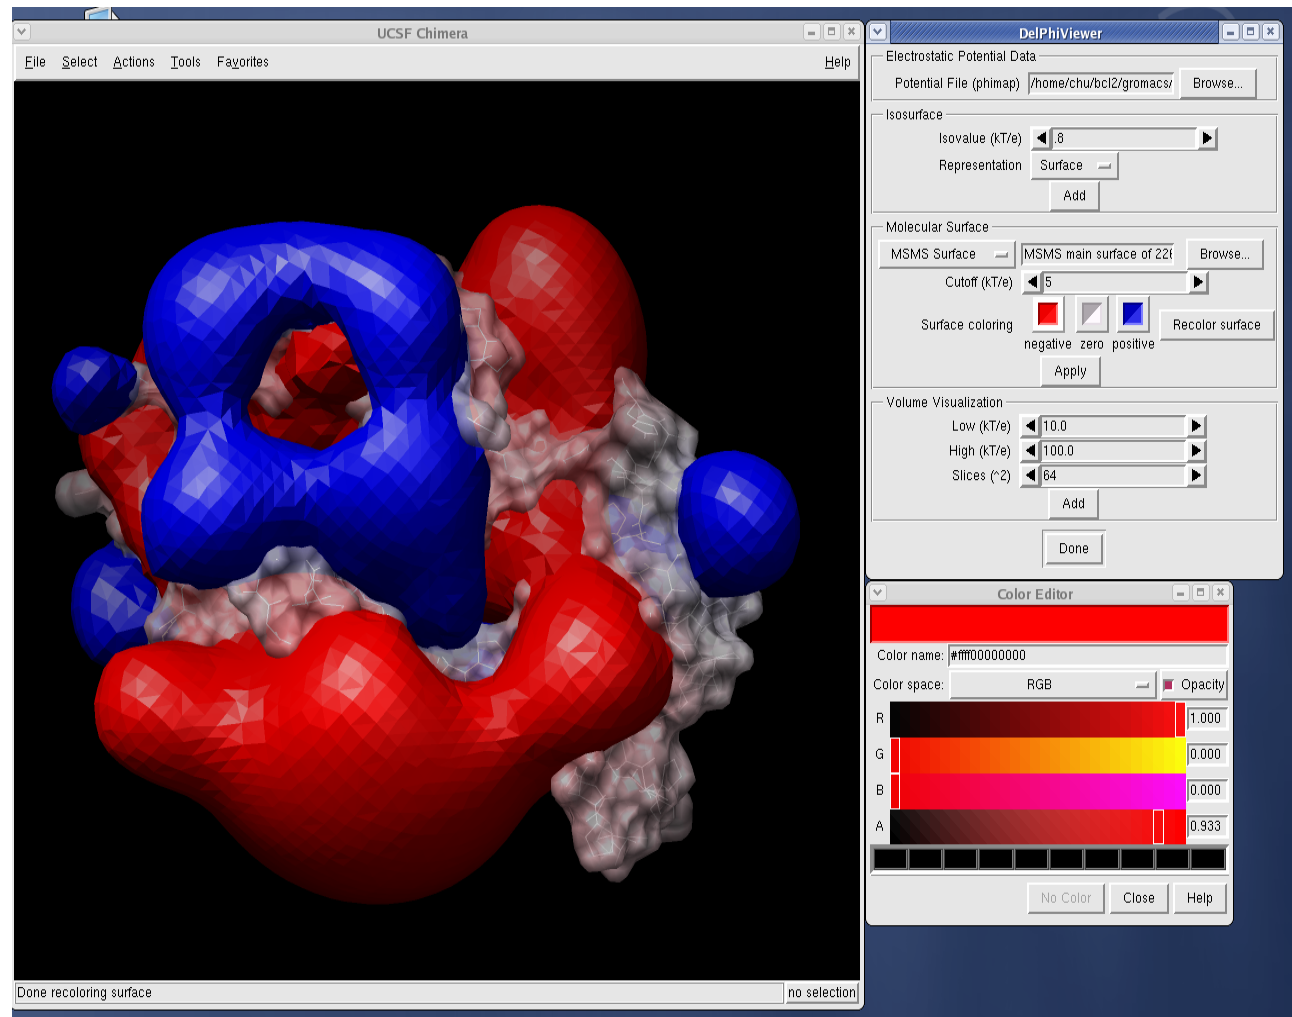 UCSF Chimera
File Select Actions Tools Favorites Help
Done recoloring surface
no selection
DelPhiViewer
Electrostatic Potential Data
Potential File (phimap) /home/chu/bcl2/gromacs/ Browse...
Isosurface
Isovalue (kT/e) .8
Representation Surface
Add
Molecular Surface
MSMS Surface MSMS main surface of 226 Browse...
Cutoff (kT/e) 5
Surface coloring Recolor surface
negative zero positive
Apply
Volume Visualization
Low (kT/e) 10.0
High (kT/e) 100.0
Slices (^2) 64
Add
Done
Color Editor
Color name: #ffff00000000
Color space: RGB Opacity
R 1.000
G 0.000
B 0.000
A 0.933
No Color Close Help